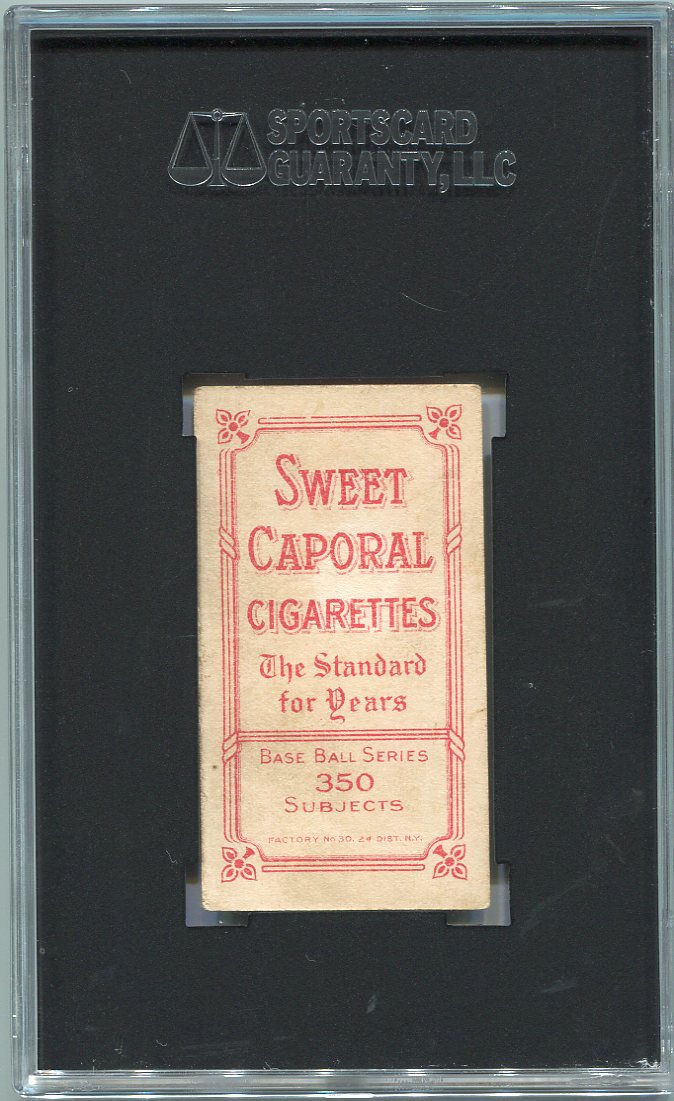 SPORTSCARD
GUARANTY, LLC
SWEET
CAPORAL
CIGARETTES
The Standard
for Years
BASE BALL SERIES
350
SUBJECTS
FACTORY No 30. 2d DIST. N.Y.